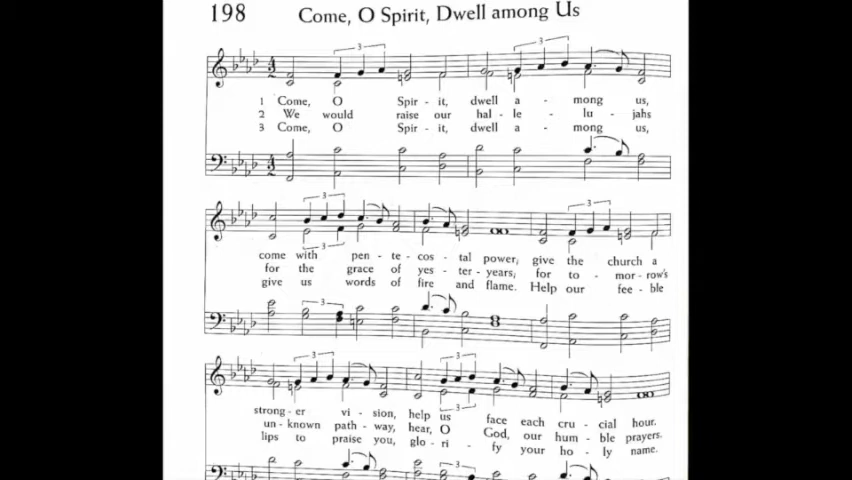 198 Come, O Spirit, Dwell among Us
3
3
1 Come, O Spir - it, dwell a - mong us,
2 We would raise our hal - le - lu - jahs
3 Come, O Spir - it, dwell a - mong us,
3
3
3
come with pen - te - cos - tal power; give the church a
for the grace of yes - ter - years; for to - mor - row's
give us words of fire and flame. Help our fee - ble
3
3
3
3
3
strong - er vi - sion, help us face each cru - cial hour.
un - known path - way, hear, O God, our hum - ble prayers.
lips to praise you, glo - ri - fy your ho - ly name.
3